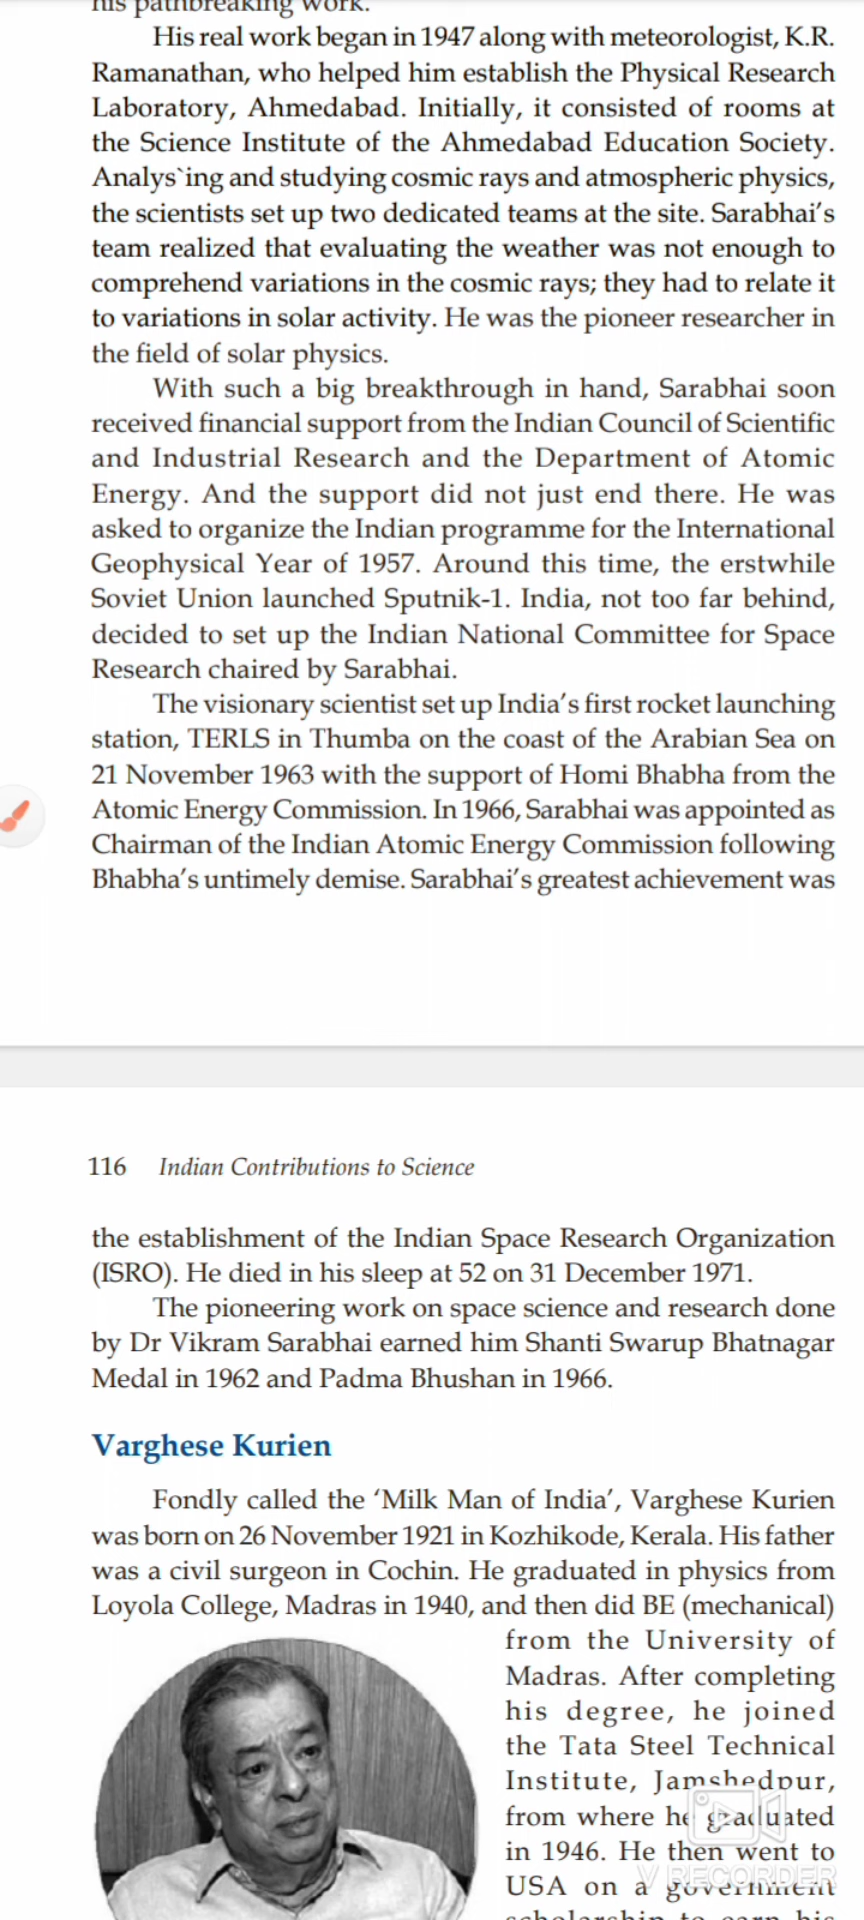 his pathbreaking work.
His real work began in 1947 along with meteorologist, K.R.
Ramanathan, who helped him establish the Physical Research
Laboratory, Ahmedabad. Initially, it consisted of rooms at
the Science Institute of the Ahmedabad Education Society.
Analys`ing and studying cosmic rays and atmospheric physics,
the scientists set up two dedicated teams at the site. Sarabhai’s
team realized that evaluating the weather was not enough to
comprehend variations in the cosmic rays; they had to relate it
to variations in solar activity. He was the pioneer researcher in
the field of solar physics.
With such a big breakthrough in hand, Sarabhai soon
received financial support from the Indian Council of Scientific
and Industrial Research and the Department of Atomic
Energy. And the support did not just end there. He was
asked to organize the Indian programme for the International
Geophysical Year of 1957. Around this time, the erstwhile
Soviet Union launched Sputnik-1. India, not too far behind,
decided to set up the Indian National Committee for Space
Research chaired by Sarabhai.
The visionary scientist set up India’s first rocket launching
station, TERLS in Thumba on the coast of the Arabian Sea on
21 November 1963 with the support of Homi Bhabha from the
Atomic Energy Commission. In 1966, Sarabhai was appointed as
Chairman of the Indian Atomic Energy Commission following
Bhabha’s untimely demise. Sarabhai’s greatest achievement was
116 Indian Contributions to Science
the establishment of the Indian Space Research Organization
(ISRO). He died in his sleep at 52 on 31 December 1971.
The pioneering work on space science and research done
by Dr Vikram Sarabhai earned him Shanti Swarup Bhatnagar
Medal in 1962 and Padma Bhushan in 1966.
Varghese Kurien
Fondly called the ‘Milk Man of India’, Varghese Kurien
was born on 26 November 1921 in Kozhikode, Kerala. His father
was a civil surgeon in Cochin. He graduated in physics from
Loyola College, Madras in 1940, and then did BE (mechanical)
from the University of
Madras. After completing
his degree, he joined
the Tata Steel Technical
Institute, Jamshedpur,
from where he graduated
in 1946. He then went to
USA on a government
scholarship to earn his
V RECORDER